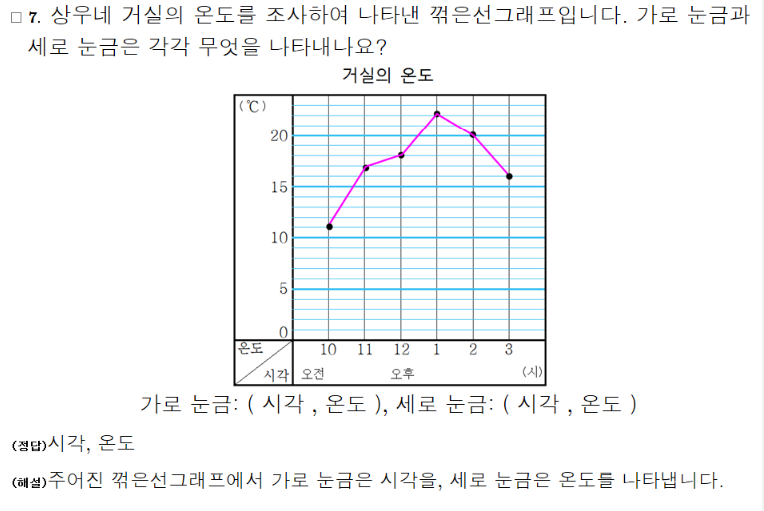 □ 7. 상우네 거실의 온도를 조사하여 나타낸 꺾은선그래프입니다. 가로 눈금과
세로 눈금은 각각 무엇을 나타내나요?
거실의 온도
(℃)
20
15
10
5
0
온도
시각
10 11 12 1 2 3
오전 오후 (시)
가로 눈금: ( 시각 , 온도 ), 세로 눈금: ( 시각 , 온도 )
(정답)시각, 온도
(해설)주어진 꺾은선그래프에서 가로 눈금은 시각을, 세로 눈금은 온도를 나타냅니다.